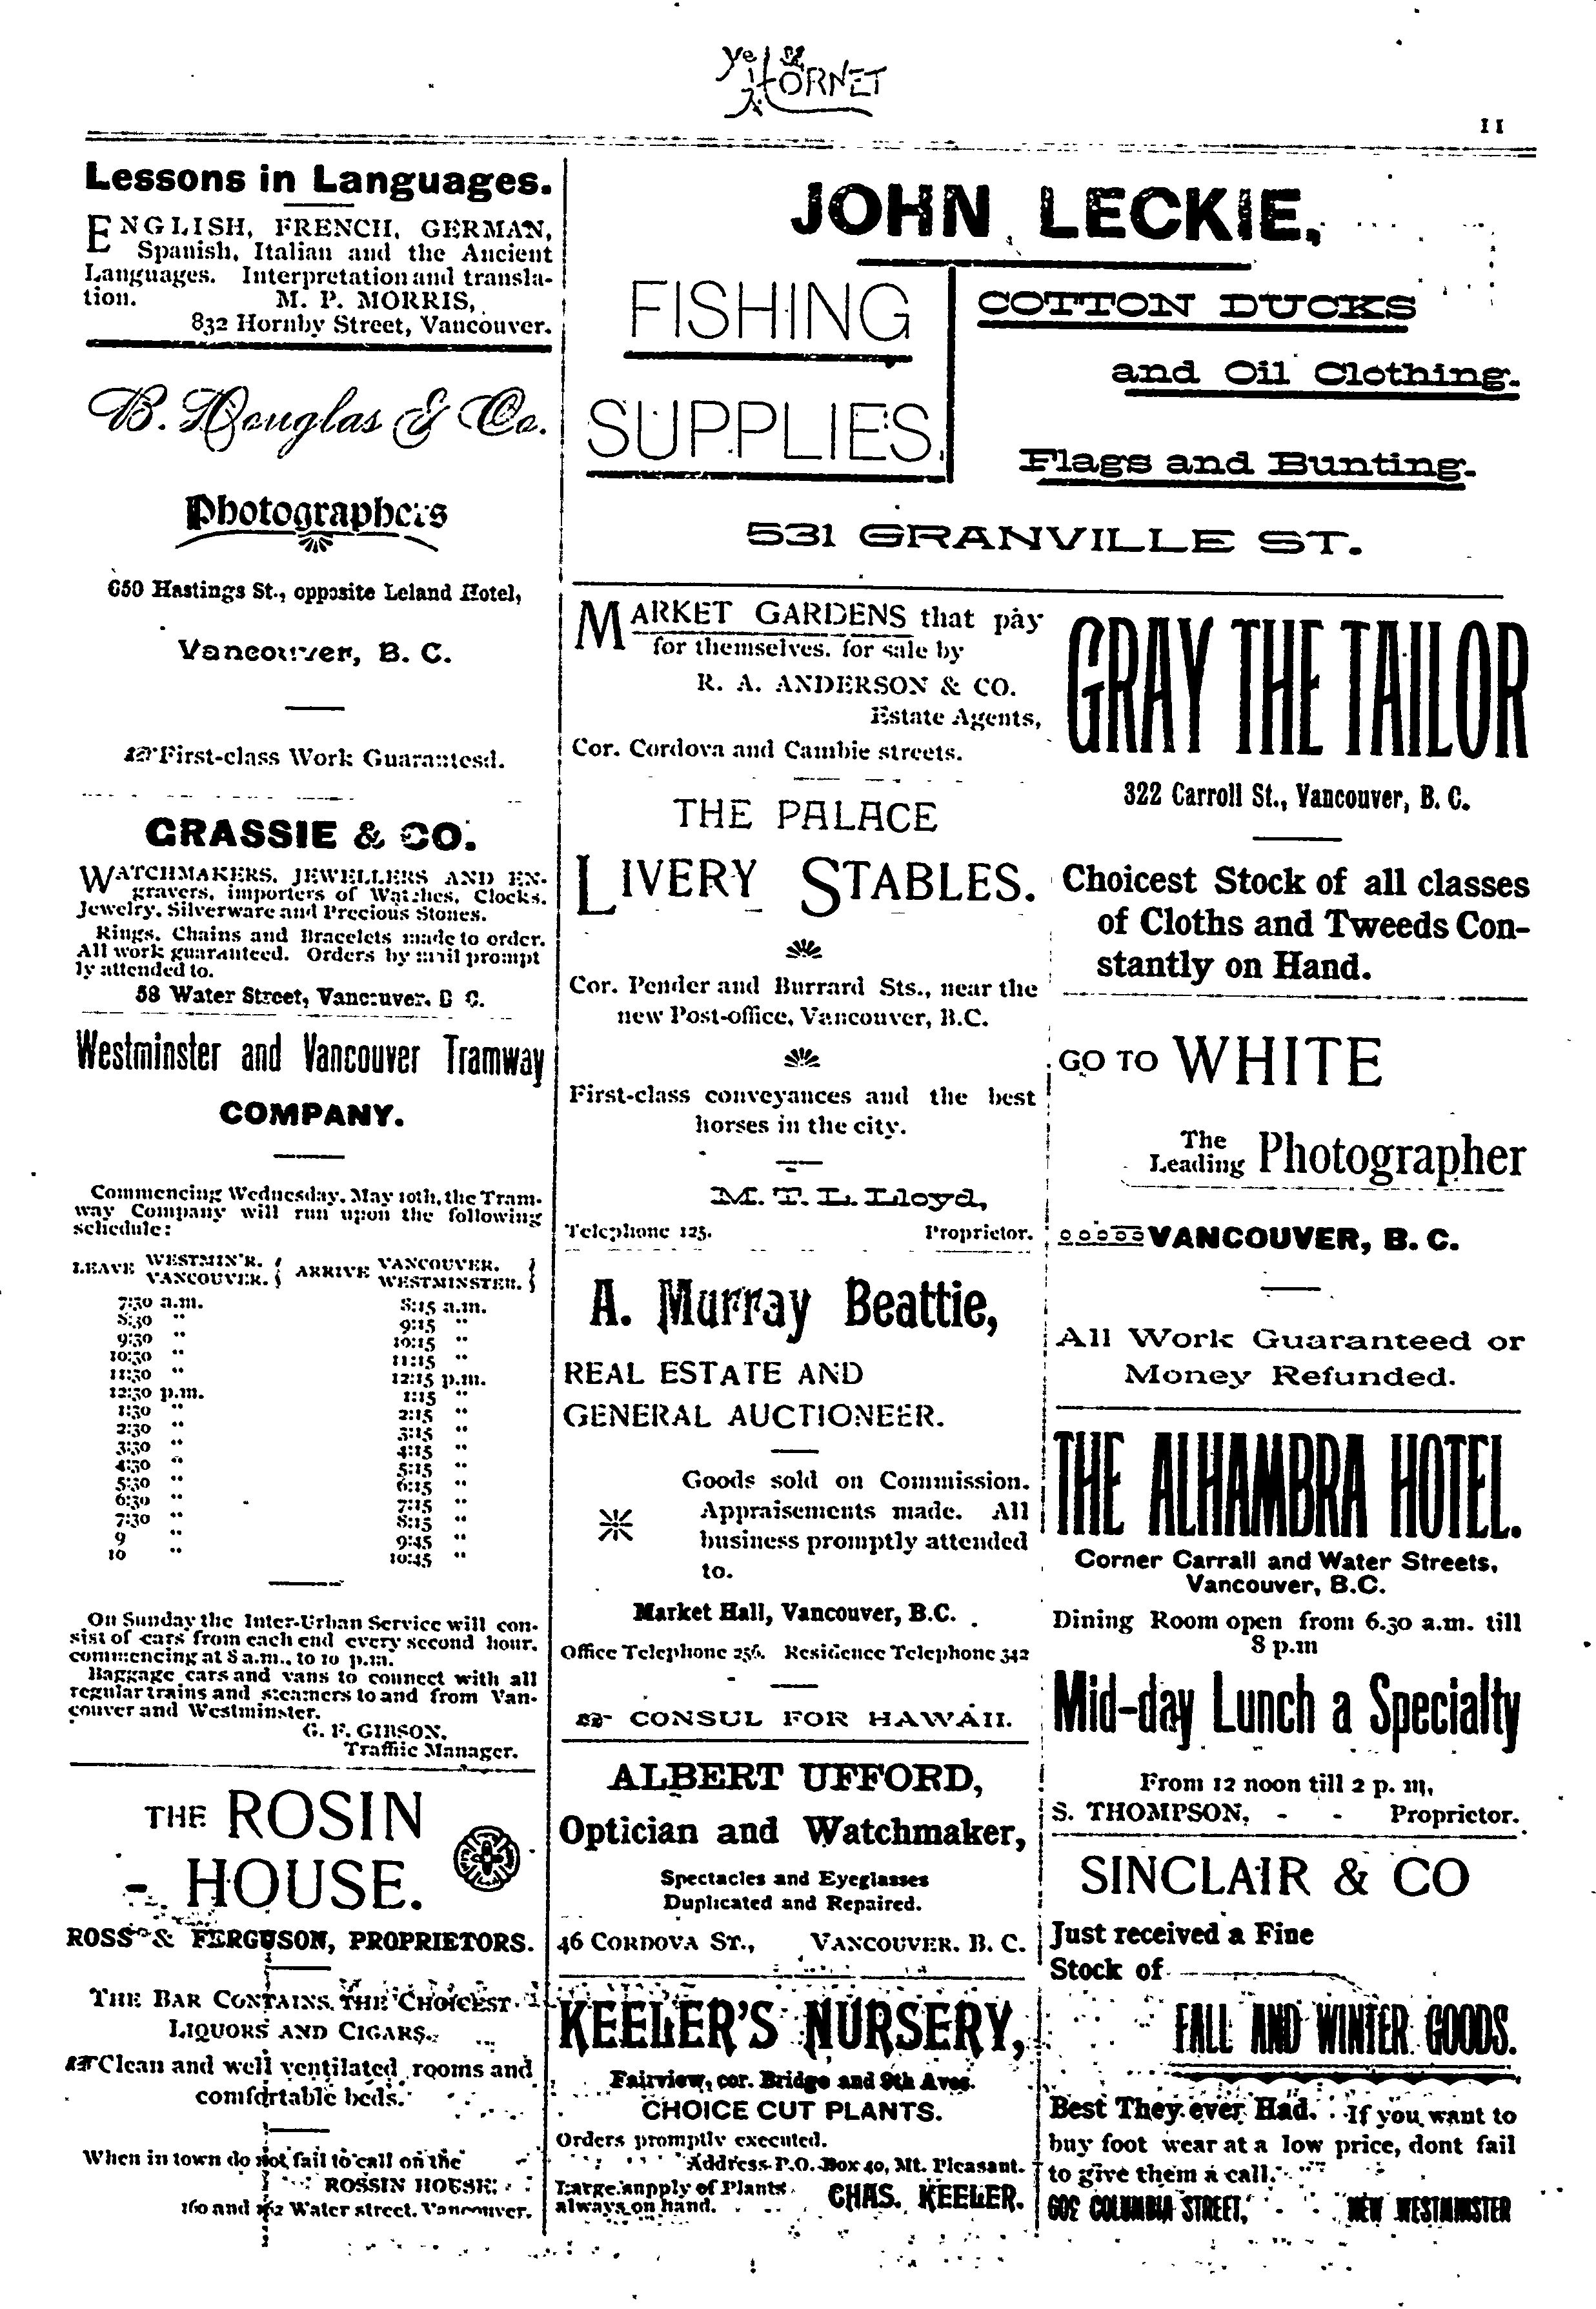 Ye HORNET
11
Lessons in Languages.
ENGLISH, FRENCH, GERMAN,
Spanish, Italian and the Ancient
Languages. Interpretation and transla-
tion. M. P. MORRIS,
832 Hornby Street, Vancouver.
B. Douglas & Co.
Photographers
650 Hastings St., opposite Leland Hotel,
Vancouver, B. C.
First-class Work Guaranteed.
GRASSIE & CO.
WATCHMAKERS, JEWELLERS AND EN-
gravers, importers of Watches, Clocks,
Jewelry, Silverware and Precious Stones.
Rings, Chains and Bracelets made to order.
All work guaranteed. Orders by mail prompt
ly attended to.
58 Water Street, Vancouver. B C.
Westminster and Vancouver Tramway
COMPANY.
Commencing Wednesday, May 10th, the Tram-
way Company will run upon the following
schedule:
LEAVE WESTMIN'R. VANCOUVER. } ARRIVE VANCOUVER. WESTMINSTER. }
7:30 a.m. 8:15 a.m.
8:30 " 9:15 "
9:30 " 10:15 "
10:30 " 11:15 "
11:30 " 12:15 p.m.
12:30 p.m. 1:15 "
1:30 " 2:15 "
2:30 " 3:15 "
3:30 " 4:15 "
4:30 " 5:15 "
5:30 " 6:15 "
6:30 " 7:15 "
7:30 " 8:15 "
9 " 9:45 "
10 " 10:45 "
On Sunday the Inter-Urban Service will con-
sist of cars from each end every second hour,
commencing at 8 a.m., to 10 p.m.
Baggage cars and vans to connect with all
regular trains and steamers to and from Van-
couver and Westminster.
G. F. GIBSON,
Traffic Manager.
THE ROSIN
HOUSE.
ROSS & FERGUSON, PROPRIETORS.
THE BAR CONTAINS THE CHOICEST
LIQUORS AND CIGARS.
Clean and well ventilated rooms and
comfortable beds.
When in town do not fail to call on the
ROSSIN HOUSE.
160 and 162 Water street, Vancouver.
JOHN LECKIE,
FISHING
SUPPLIES.
COTTON DUCKS
and Oil Clothing.
Flags and Bunting.
531 GRANVILLE ST.
MARKET GARDENS that pay
for themselves. for sale by
R. A. ANDERSON & CO.
Estate Agents,
Cor. Cordova and Cambie streets.
THE PALACE
LIVERY STABLES.
Cor. Pender and Burrard Sts., near the
new Post-office, Vancouver, B.C.
First-class conveyances and the best
horses in the city.
M. T. L. Lloyd,
Telephone 125. Proprietor.
A. Murray Beattie,
REAL ESTATE AND
GENERAL AUCTIONEER.
Goods sold on Commission.
Appraisements made. All
business promptly attended
to.
Market Hall, Vancouver, B.C.
Office Telephone 256. Residence Telephone 342
CONSUL FOR HAWAII.
ALBERT UFFORD,
Optician and Watchmaker,
Spectacles and Eyeglasses
Duplicated and Repaired.
46 CORDOVA ST., VANCOUVER. B. C.
KEELER'S NURSERY,
Fairview, cor. Bridge and 9th Aves.
CHOICE CUT PLANTS.
Orders promptly executed.
Address P.O. Box 40, Mt. Pleasant.
Large supply of Plants
always on hand. CHAS. KEELER.
GRAY THE TAILOR
322 Carroll St., Vancouver, B. C.
Choicest Stock of all classes
of Cloths and Tweeds Con-
stantly on Hand.
GO TO WHITE
The Leading Photographer
VANCOUVER, B. C.
All Work Guaranteed or
Money Refunded.
THE ALHAMBRA HOTEL.
Corner Carrall and Water Streets,
Vancouver, B.C.
Dining Room open from 6.30 a.m. till
8 p.m
Mid-day Lunch a Specialty
From 12 noon till 2 p. m,
S. THOMPSON, - - Proprietor.
SINCLAIR & CO
Just received a Fine
Stock of
FALL AND WINTER GOODS.
Best They ever Had. If you want to
buy foot wear at a low price, dont fail
to give them a call.
COLUMBIA STREET, NEW WESTMINSTER